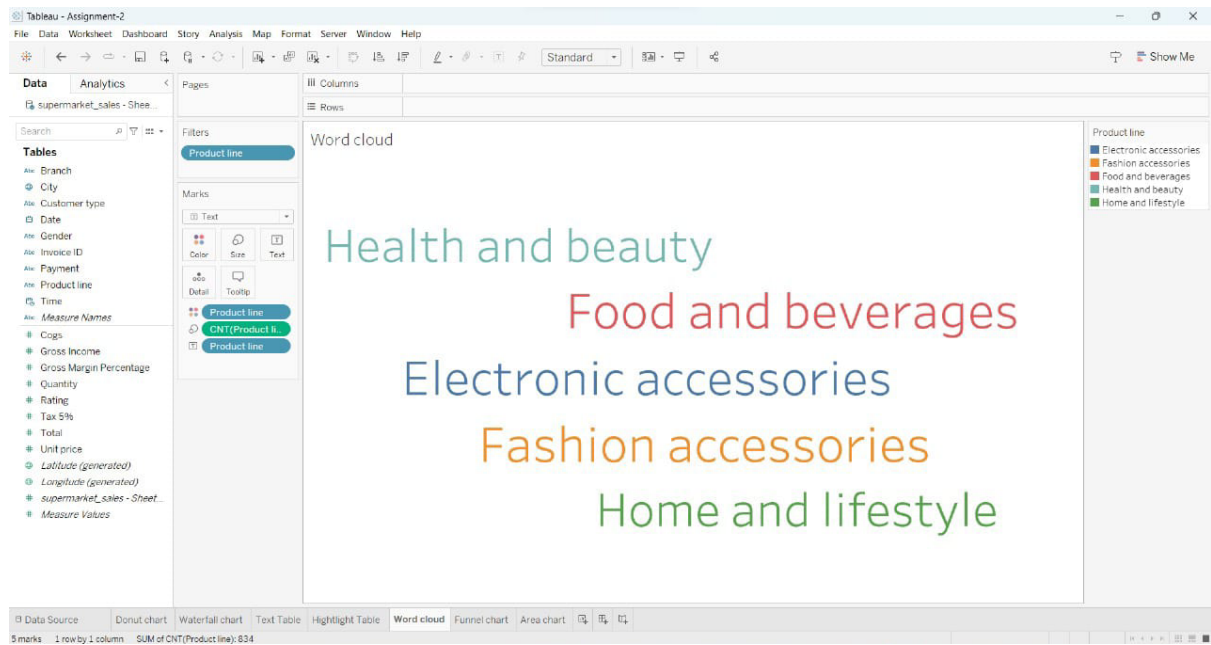 Tableau - Assignment-2
File Data Worksheet Dashboard Story Analysis Map Format Server Window Help
Standard
Show Me
Data Analytics
supermarket_sales - Shee...
Search
Tables
Abc Branch
City
Abc Customer type
Date
Abc Gender
Abc Invoice ID
Abc Payment
Abc Product line
Time
Abc Measure Names
# Cogs
# Gross Income
# Gross Margin Percentage
# Quantity
# Rating
# Tax 5%
# Total
# Unit price
Latitude (generated)
Longitude (generated)
# supermarket_sales - Sheet...
# Measure Values
Pages
Filters
Product line
Marks
Text
Color Size Text
Detail Tooltip
Product line
CNT(Product li..
Product line
Columns
Rows
Word cloud
Health and beauty
Food and beverages
Electronic accessories
Fashion accessories
Home and lifestyle
Product line
Electronic accessories
Fashion accessories
Food and beverages
Health and beauty
Home and lifestyle
Data Source Donut chart Waterfall chart Text Table Hightlight Table Word cloud Funnel chart Area chart
5 marks 1 row by 1 column SUM of CNT(Product line): 834